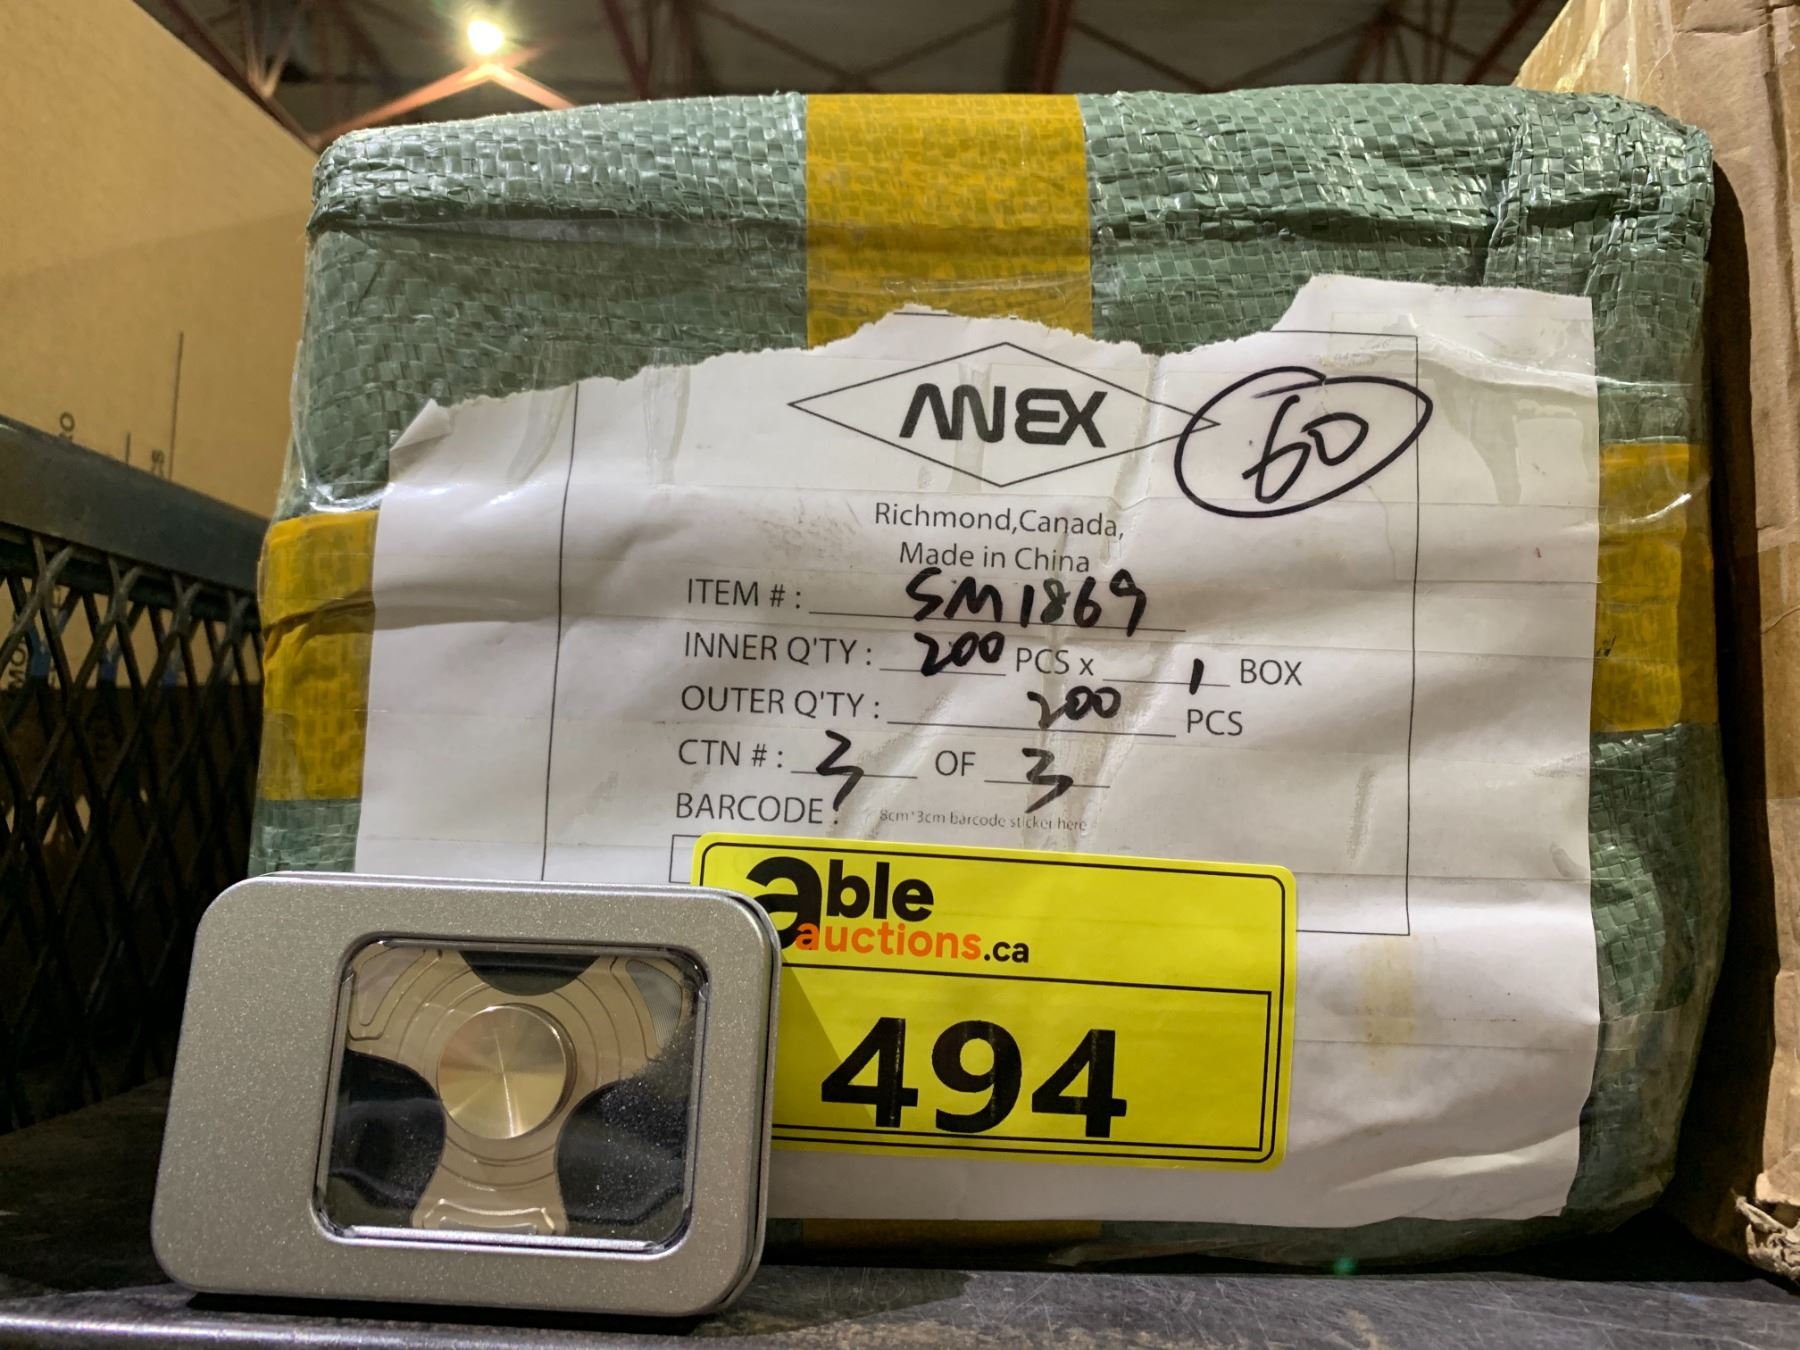 ANEX
60
Richmond,Canada,
Made in China
ITEM # : SM1869
INNER Q'TY : 200 PCS x 1 BOX
OUTER Q'TY : 200 PCS
CTN # : 3 OF 3
BARCODE : 8cm*3cm barcode sticker here
able
auctions.ca
494